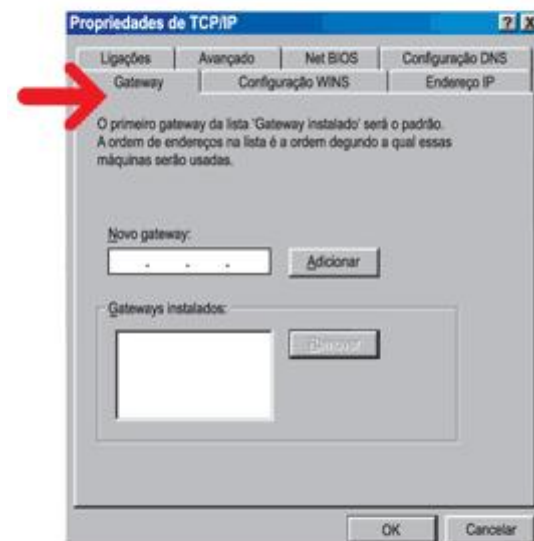 Propriedades de TCP/IP
Ligações Avançado Net BIOS Configuração DNS
Gateway Configuração WINS Endereço IP
O primeiro gateway da lista 'Gateway instalado' será o padrão.
A ordem de endereços na lista é a ordem degundo a qual essas
máquinas serão usadas.
Novo gateway:
. . . Adicionar
Gateways instalados:
Remover
OK Cancelar